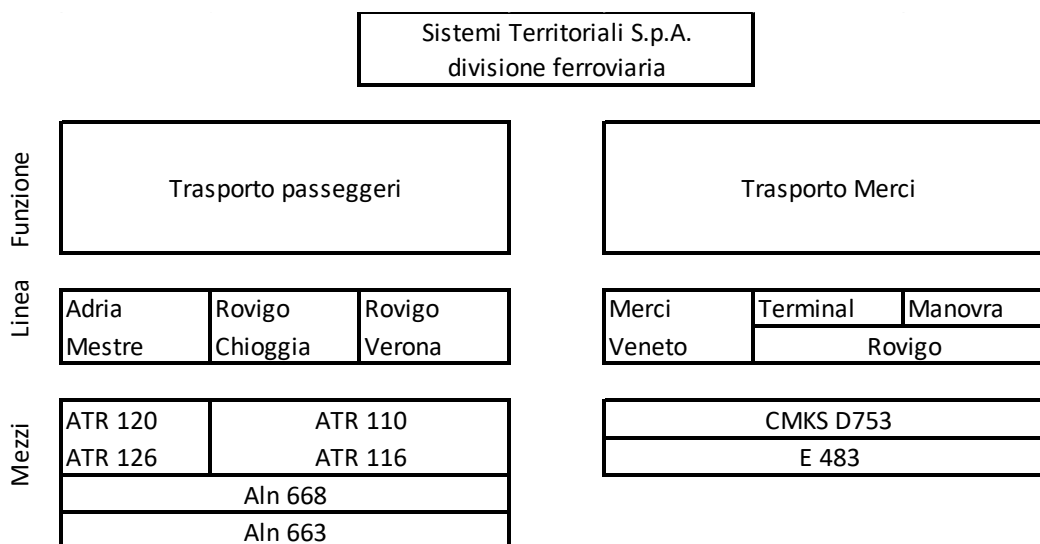 Sistemi Territoriali S.p.A.
divisione ferroviaria
Funzione
Trasporto passeggeri
Trasporto Merci
Linea
Adria
Mestre
Rovigo
Chioggia
Rovigo
Verona
Merci
Veneto
Terminal
Manovra
Rovigo
Mezzi
ATR 120
ATR 126
ATR 110
ATR 116
Aln 668
Aln 663
CMKS D753
E 483